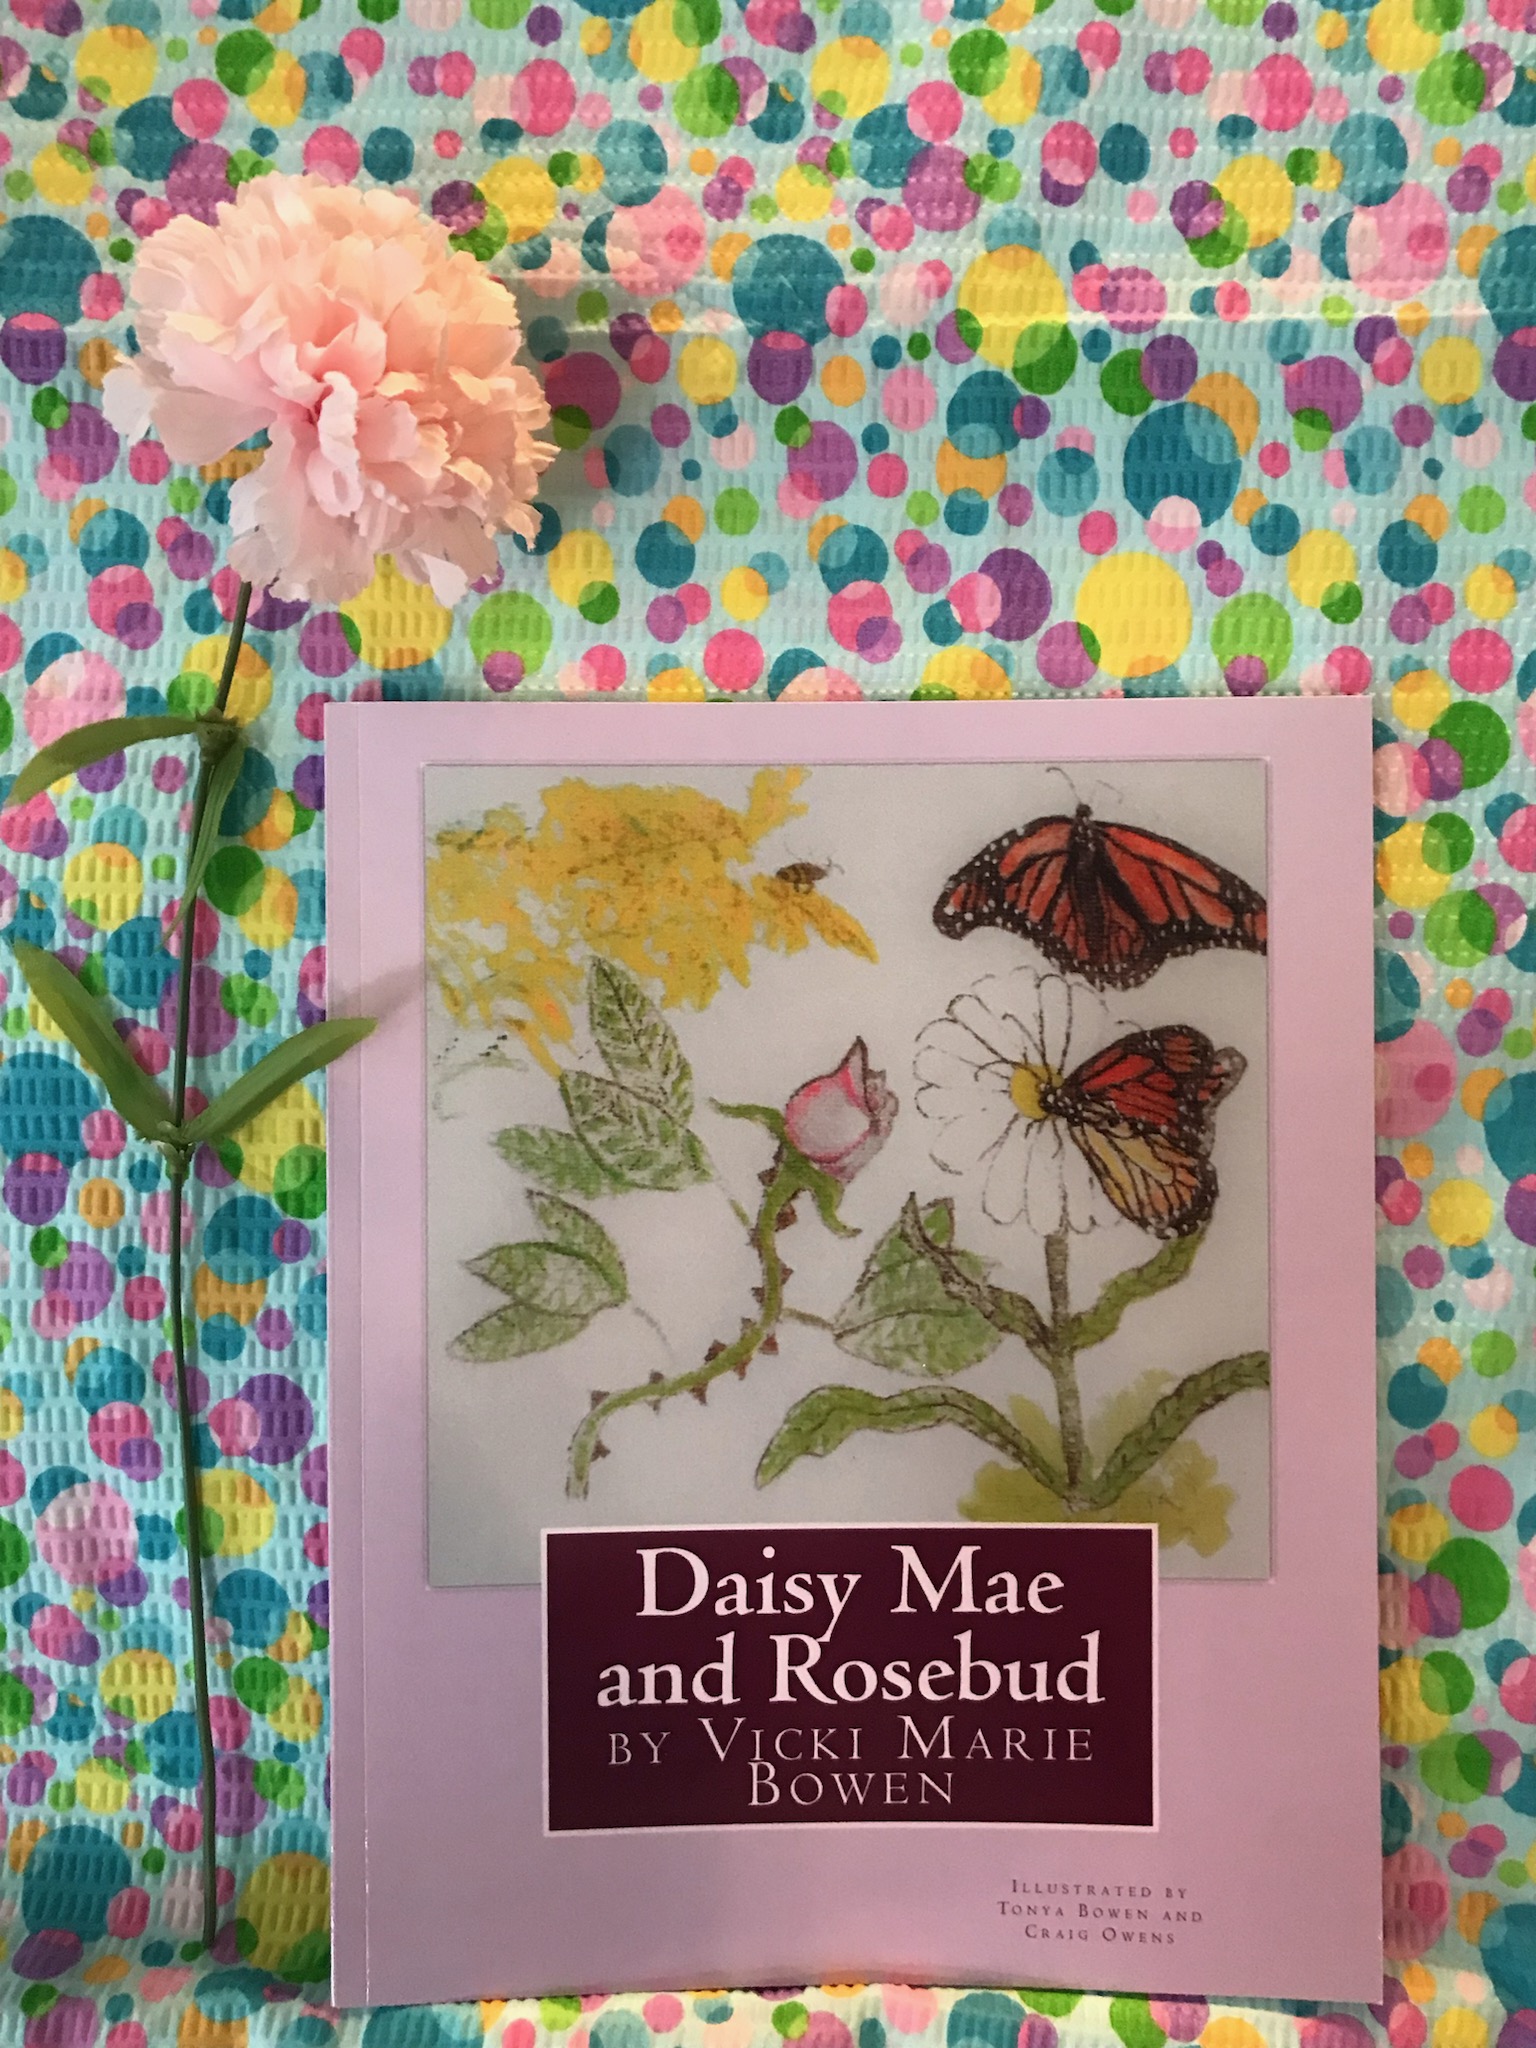 Daisy Mae
and Rosebud
by Vicki Marie
Bowen
Illustrated by
Tonya Bowen and
Craig Owens